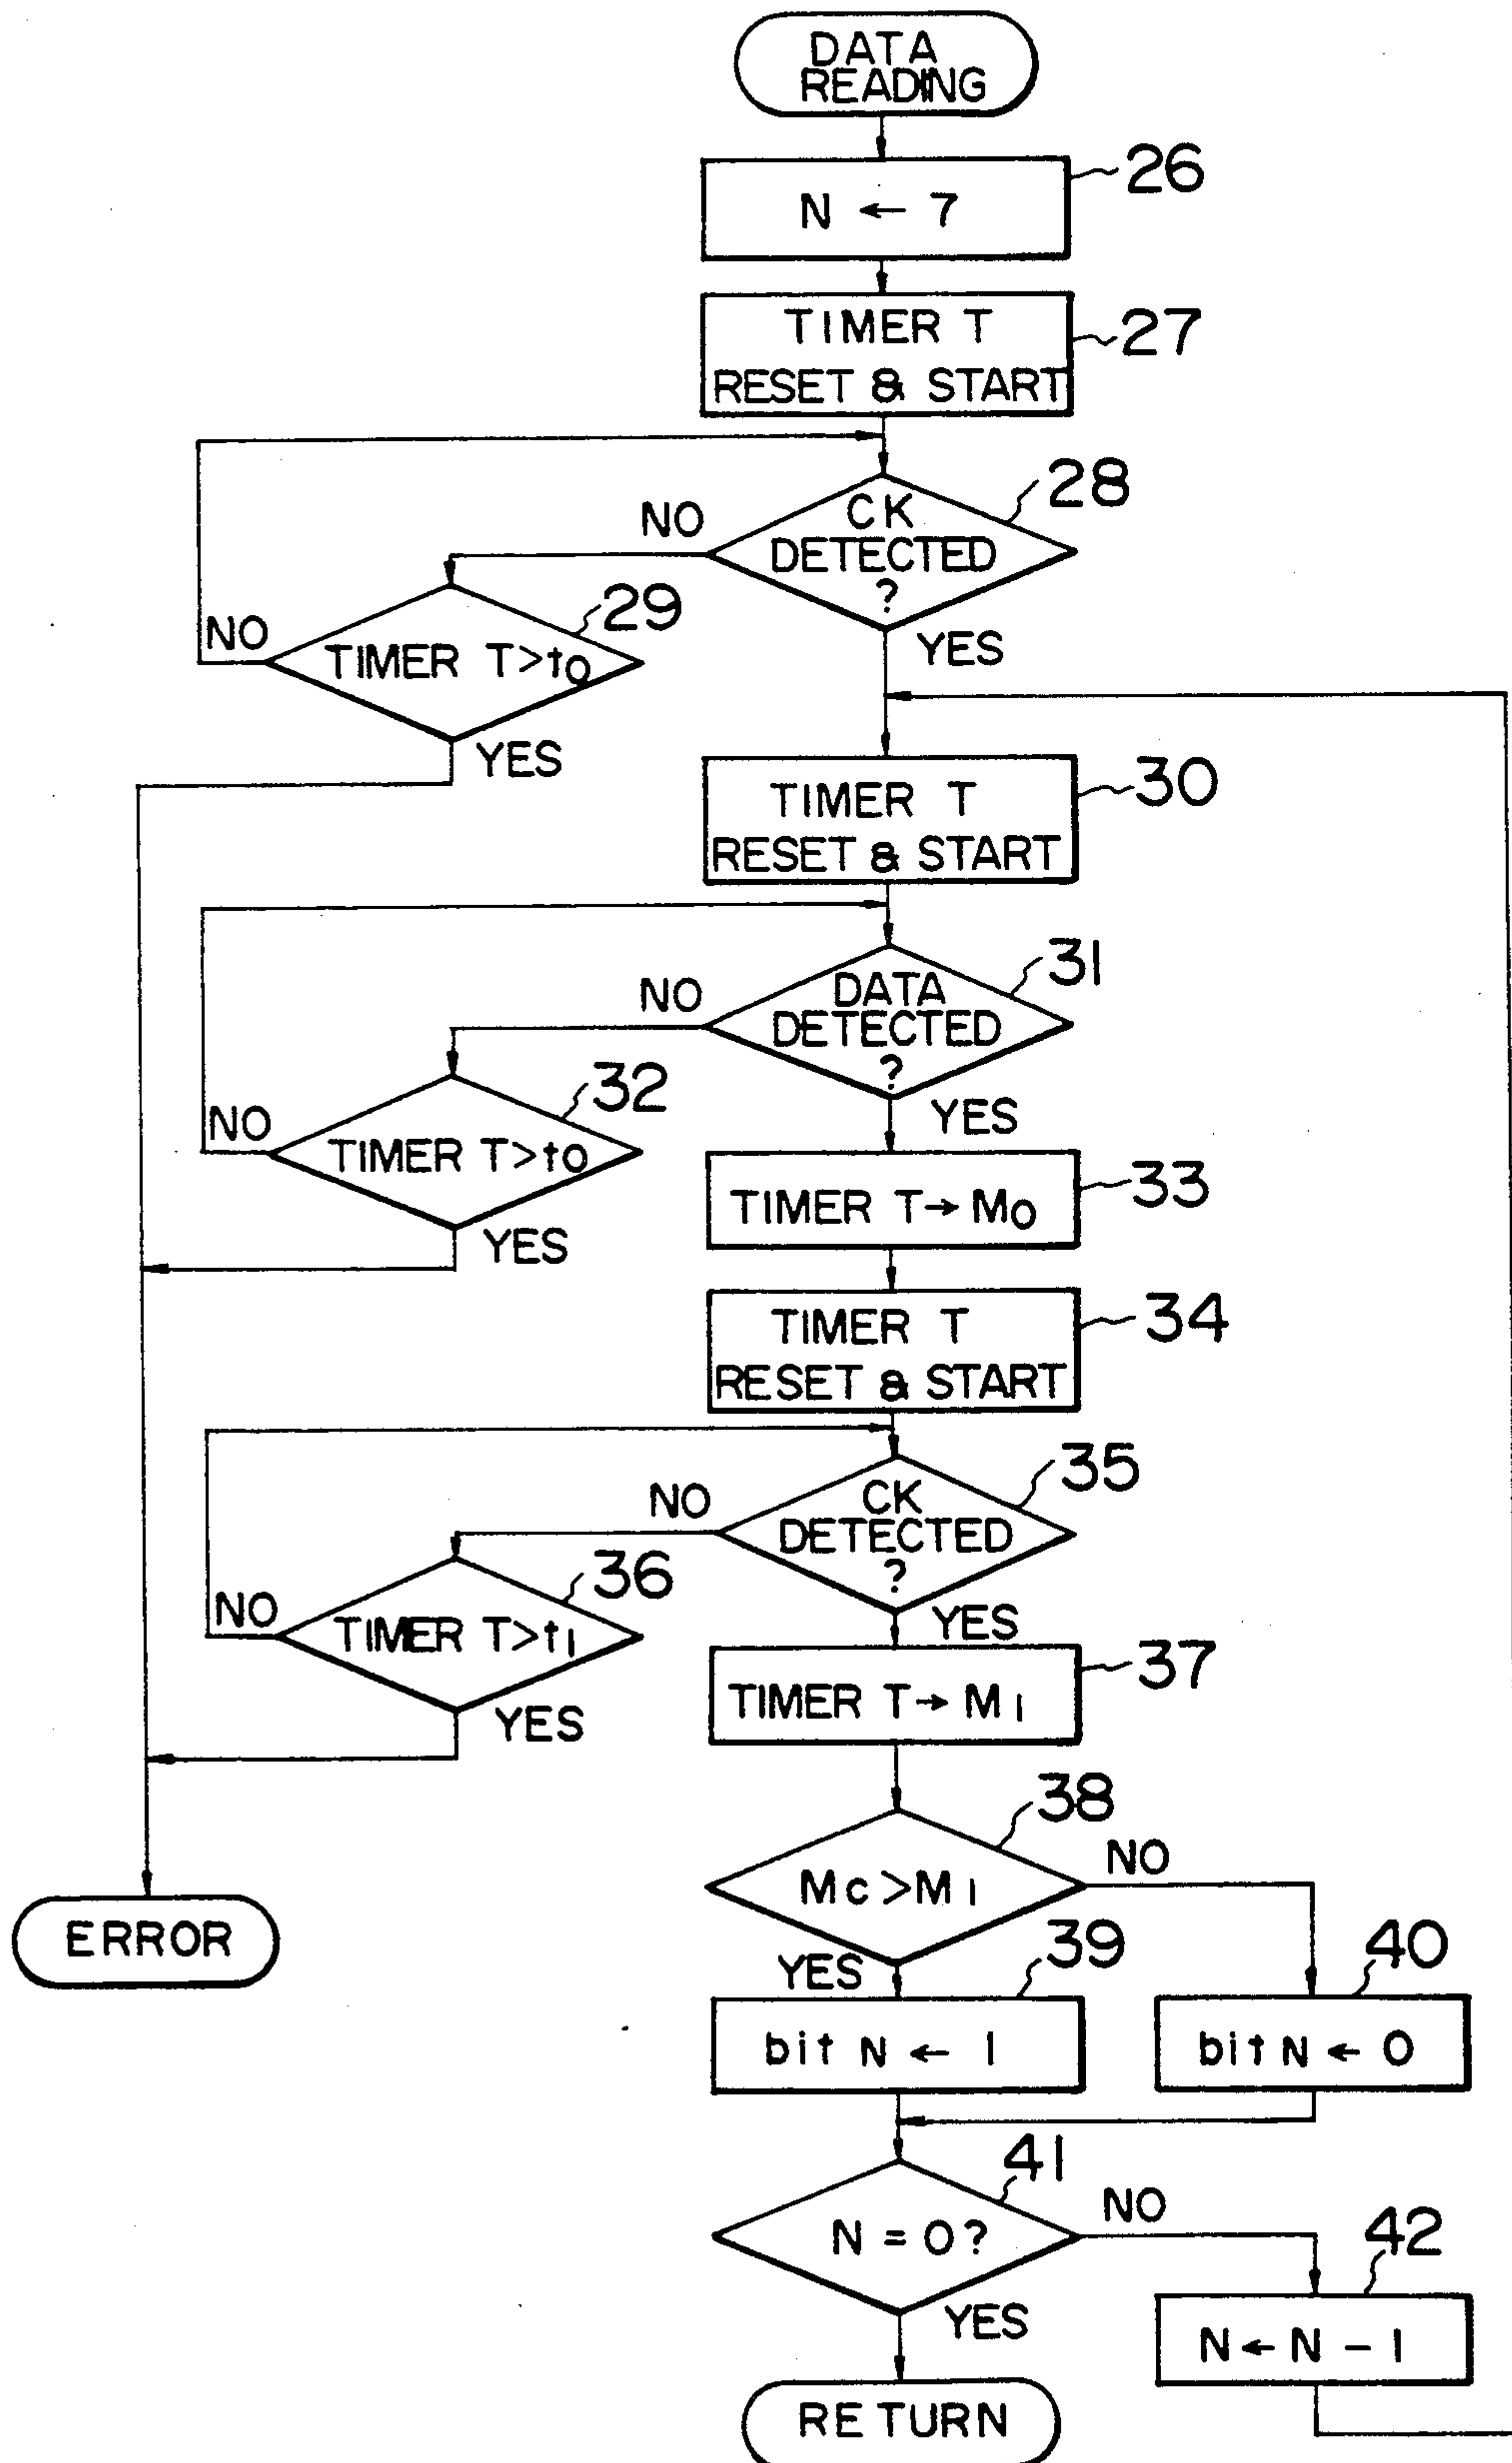 DATA
READING
26
N ← 7
27
TIMER T
RESET & START
28
CK
DETECTED
?
NO
YES
29
TIMER T>t0
NO
YES
30
TIMER T
RESET & START
31
DATA
DETECTED
?
NO
YES
32
TIMER T>t0
NO
YES
33
TIMER T→M0
34
TIMER T
RESET & START
35
CK
DETECTED
?
NO
YES
36
TIMER T>t1
NO
YES
37
TIMER T→M1
38
Mc>M1
NO
YES
39
bit N ← 1
40
bit N ← 0
41
N = 0?
NO
YES
42
N ← N - 1
ERROR
RETURN